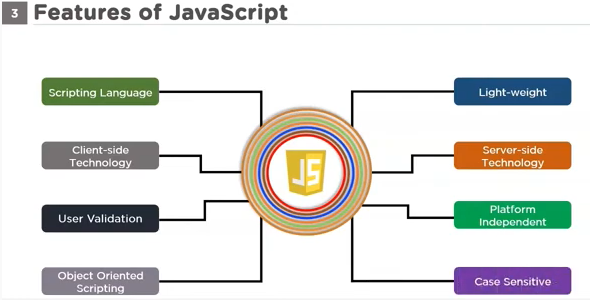 3 Features of JavaScript
Scripting Language
Client-side
Technology
User Validation
Object Oriented
Scripting
JS
Light-weight
Server-side
Technology
Platform
Independent
Case Sensitive